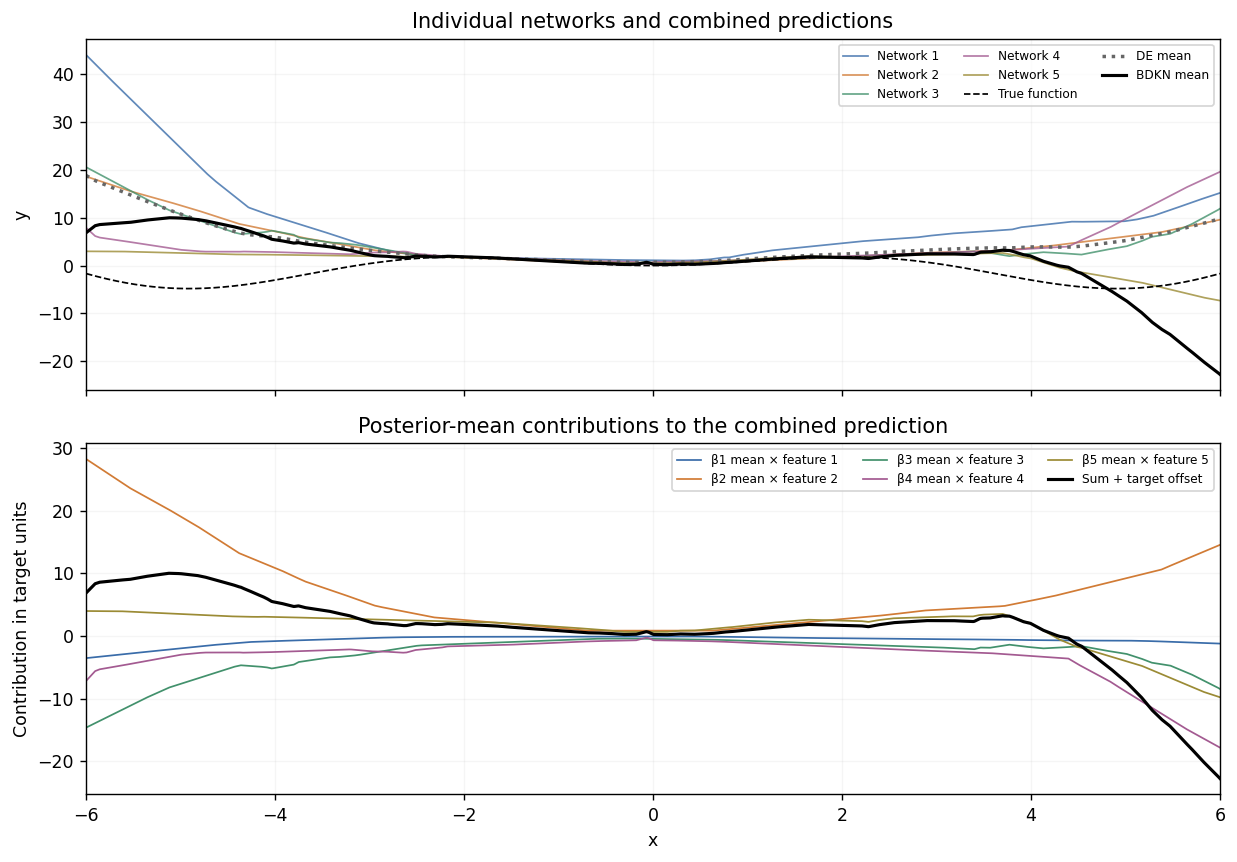 Individual networks and combined predictions
Network 1
Network 2
Network 3
Network 4
Network 5
True function
DE mean
BDKN mean
y
40
30
20
10
0
−10
−20
Posterior-mean contributions to the combined prediction
β1 mean × feature 1
β2 mean × feature 2
β3 mean × feature 3
β4 mean × feature 4
β5 mean × feature 5
Sum + target offset
Contribution in target units
30
20
10
0
−10
−20
−6
−4
−2
0
2
4
6
x